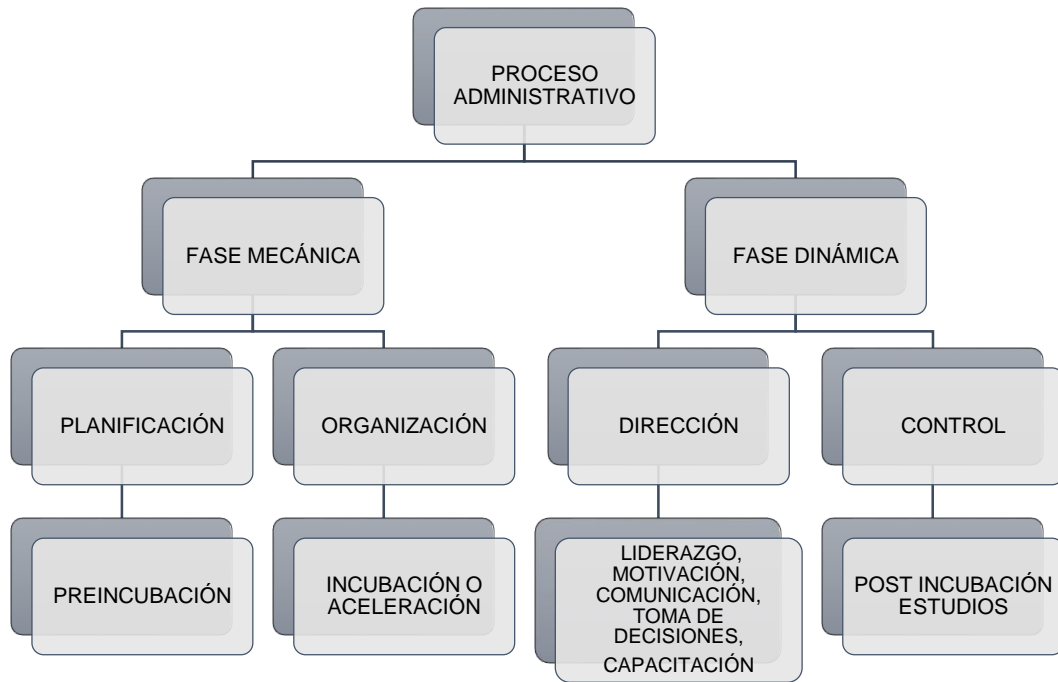 PROCESO
ADMINISTRATIVO
FASE MECÁNICA
FASE DINÁMICA
PLANIFICACIÓN
ORGANIZACIÓN
DIRECCIÓN
CONTROL
PREINCUBACIÓN
INCUBACIÓN O
ACELERACIÓN
LIDERAZGO,
MOTIVACIÓN,
COMUNICACIÓN,
TOMA DE
DECISIONES,
CAPACITACIÓN
POST INCUBACIÓN
ESTUDIOS